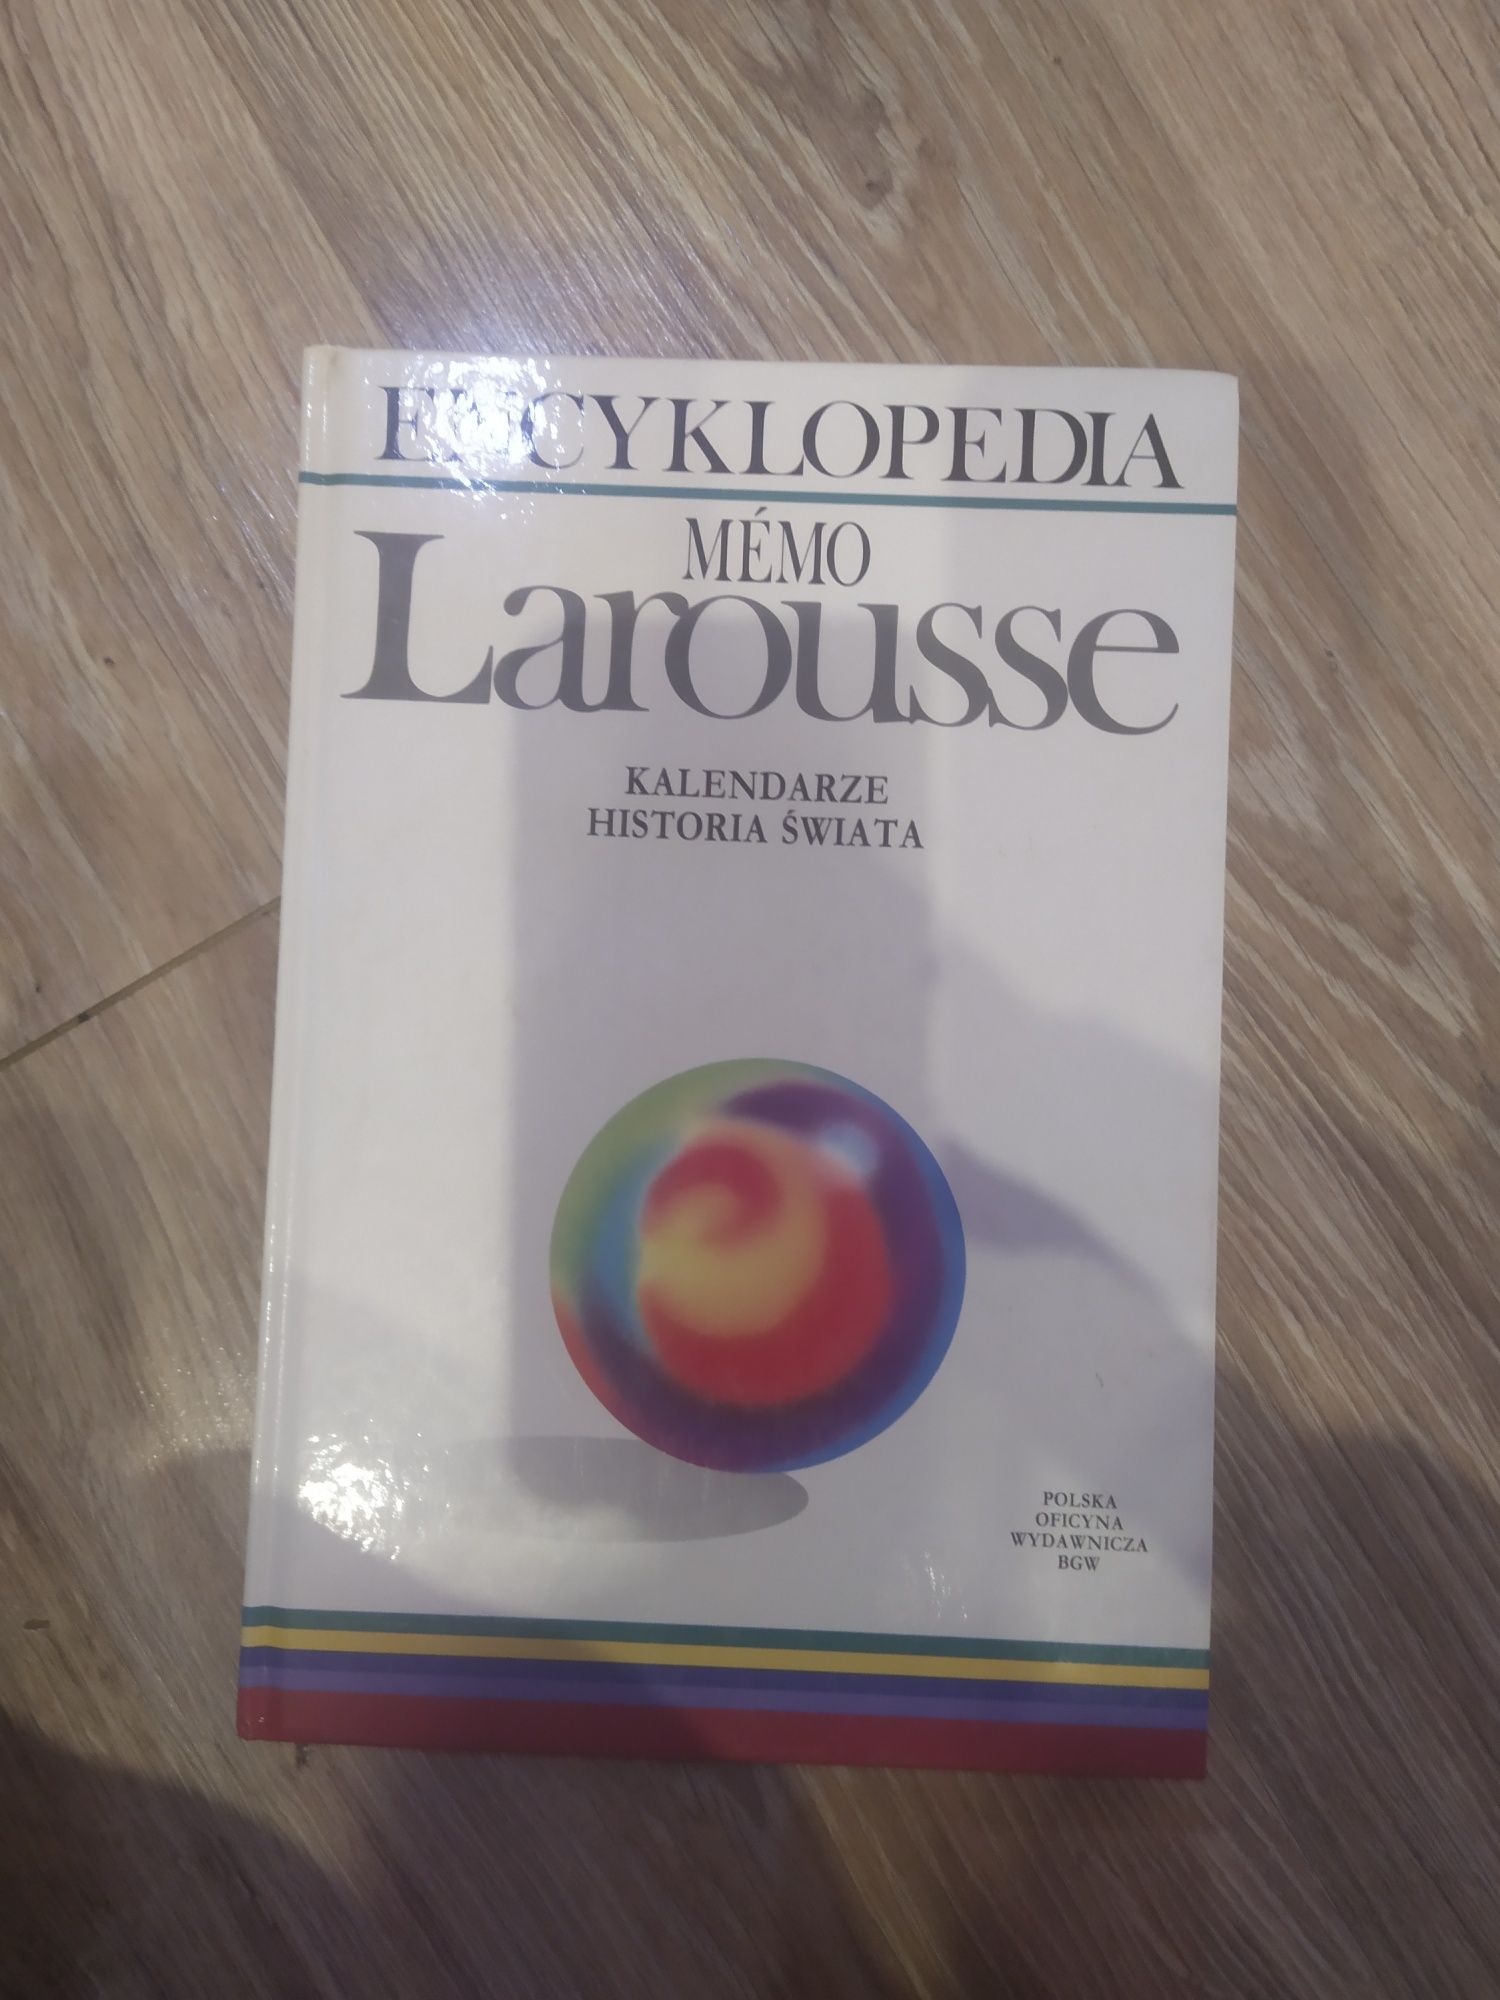 ENCYKLOPEDIA
MÉMO
Larousse
KALENDARZE
HISTORIA ŚWIATA
POLSKA
OFICYNA
WYDAWNICZA
BGW